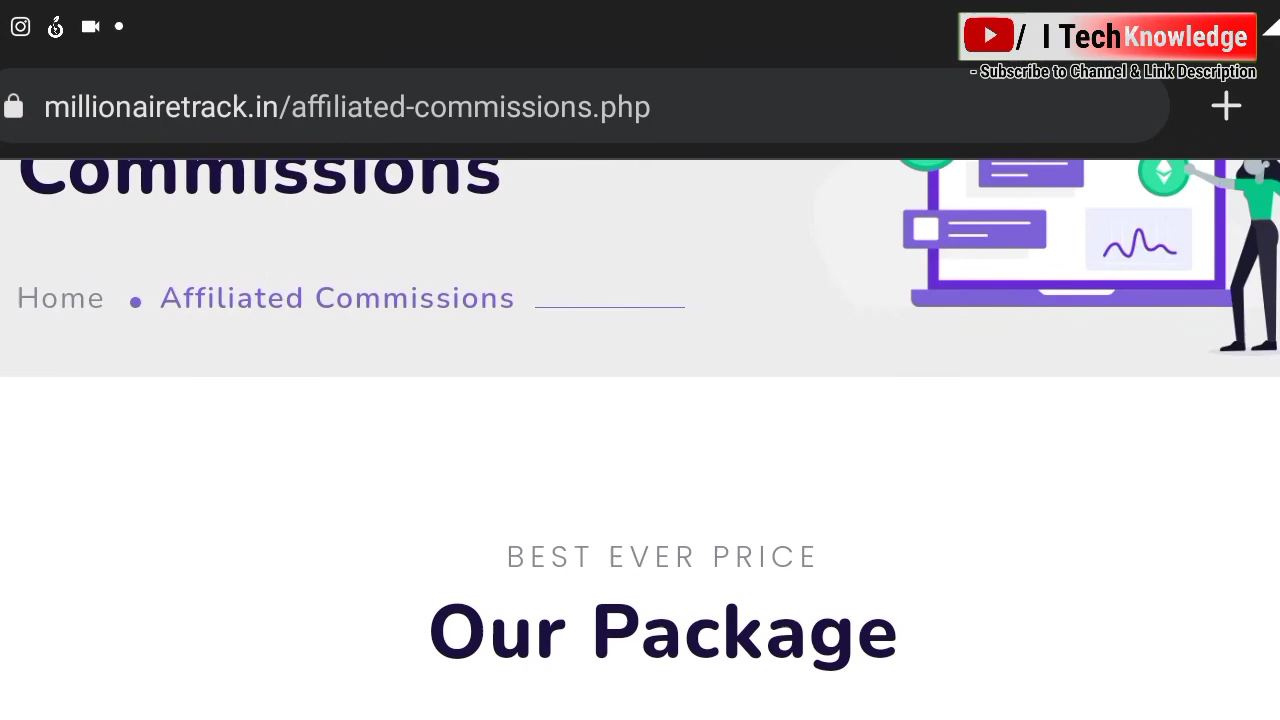 / I Tech Knowledge
- Subscribe to Channel & Link Description
millionairetrack.in/affiliated-commissions.php
Commissions
Home • Affiliated Commissions
BEST EVER PRICE
Our Package